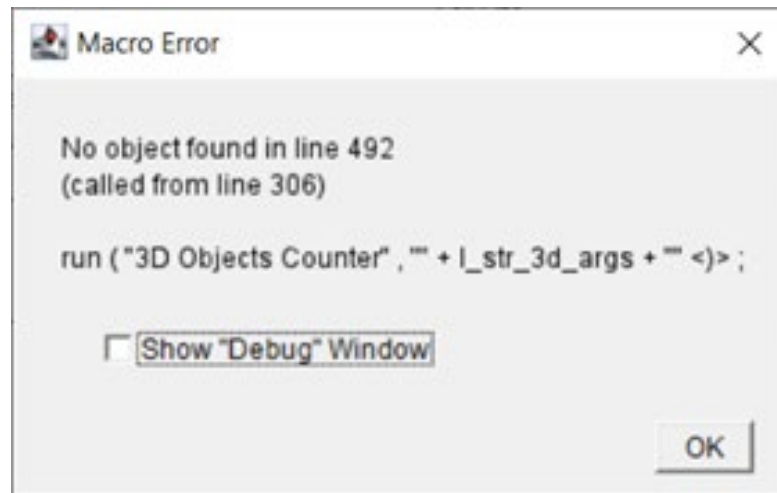 Macro Error
No object found in line 492
(called from line 306)
run ( "3D Objects Counter" , "" + l_str_3d_args + "" <)> ;
Show "Debug" Window
OK